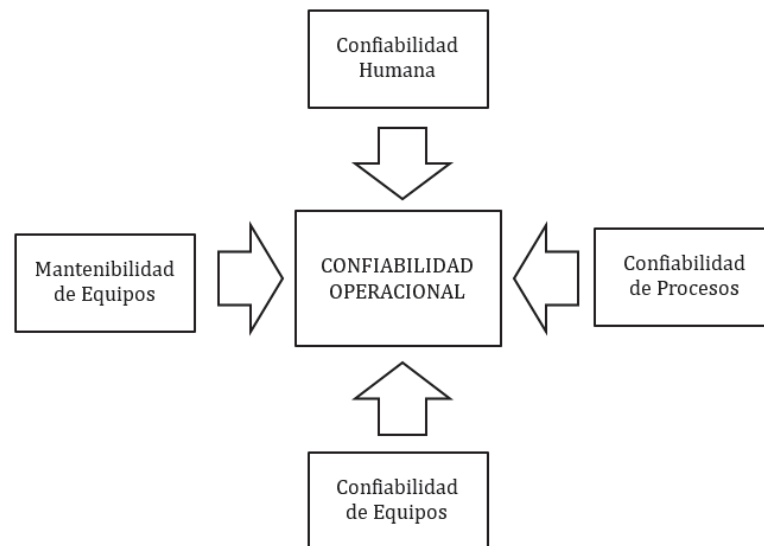 Confiabilidad
Humana
Mantenibilidad
de Equipos
CONFIABILIDAD
OPERACIONAL
Confiabilidad
de Procesos
Confiabilidad
de Equipos